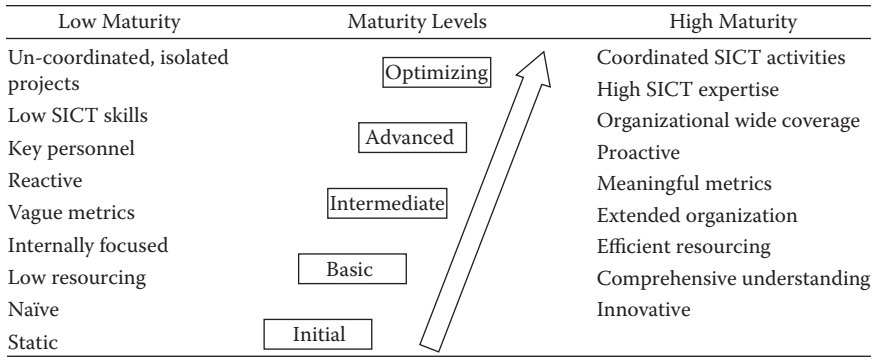 Low Maturity
Maturity Levels
High Maturity
Un-coordinated, isolated
projects
Low SICT skills
Key personnel
Reactive
Vague metrics
Internally focused
Low resourcing
Naïve
Static
Optimizing
Advanced
Intermediate
Basic
Initial
Coordinated SICT activities
High SICT expertise
Organizational wide coverage
Proactive
Meaningful metrics
Extended organization
Efficient resourcing
Comprehensive understanding
Innovative